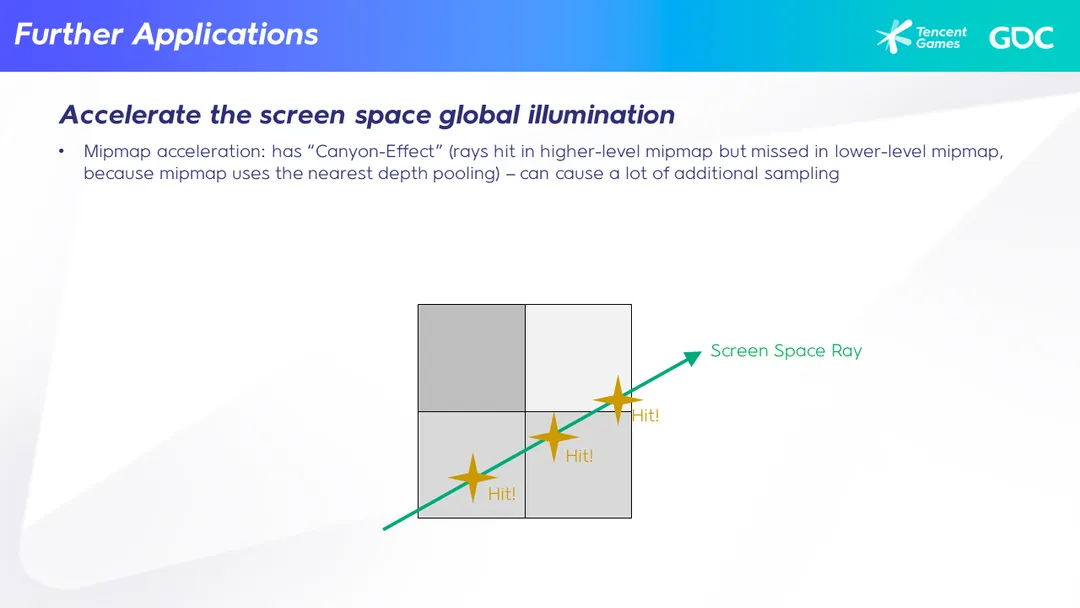 Further Applications
Tencent
Games
GDC
Accelerate the screen space global illumination
• Mipmap acceleration: has “Canyon-Effect” (rays hit in higher-level mipmap but missed in lower-level mipmap,
because mipmap uses the nearest depth pooling) – can cause a lot of additional sampling
Screen Space Ray
Hit!
Hit!
Hit!